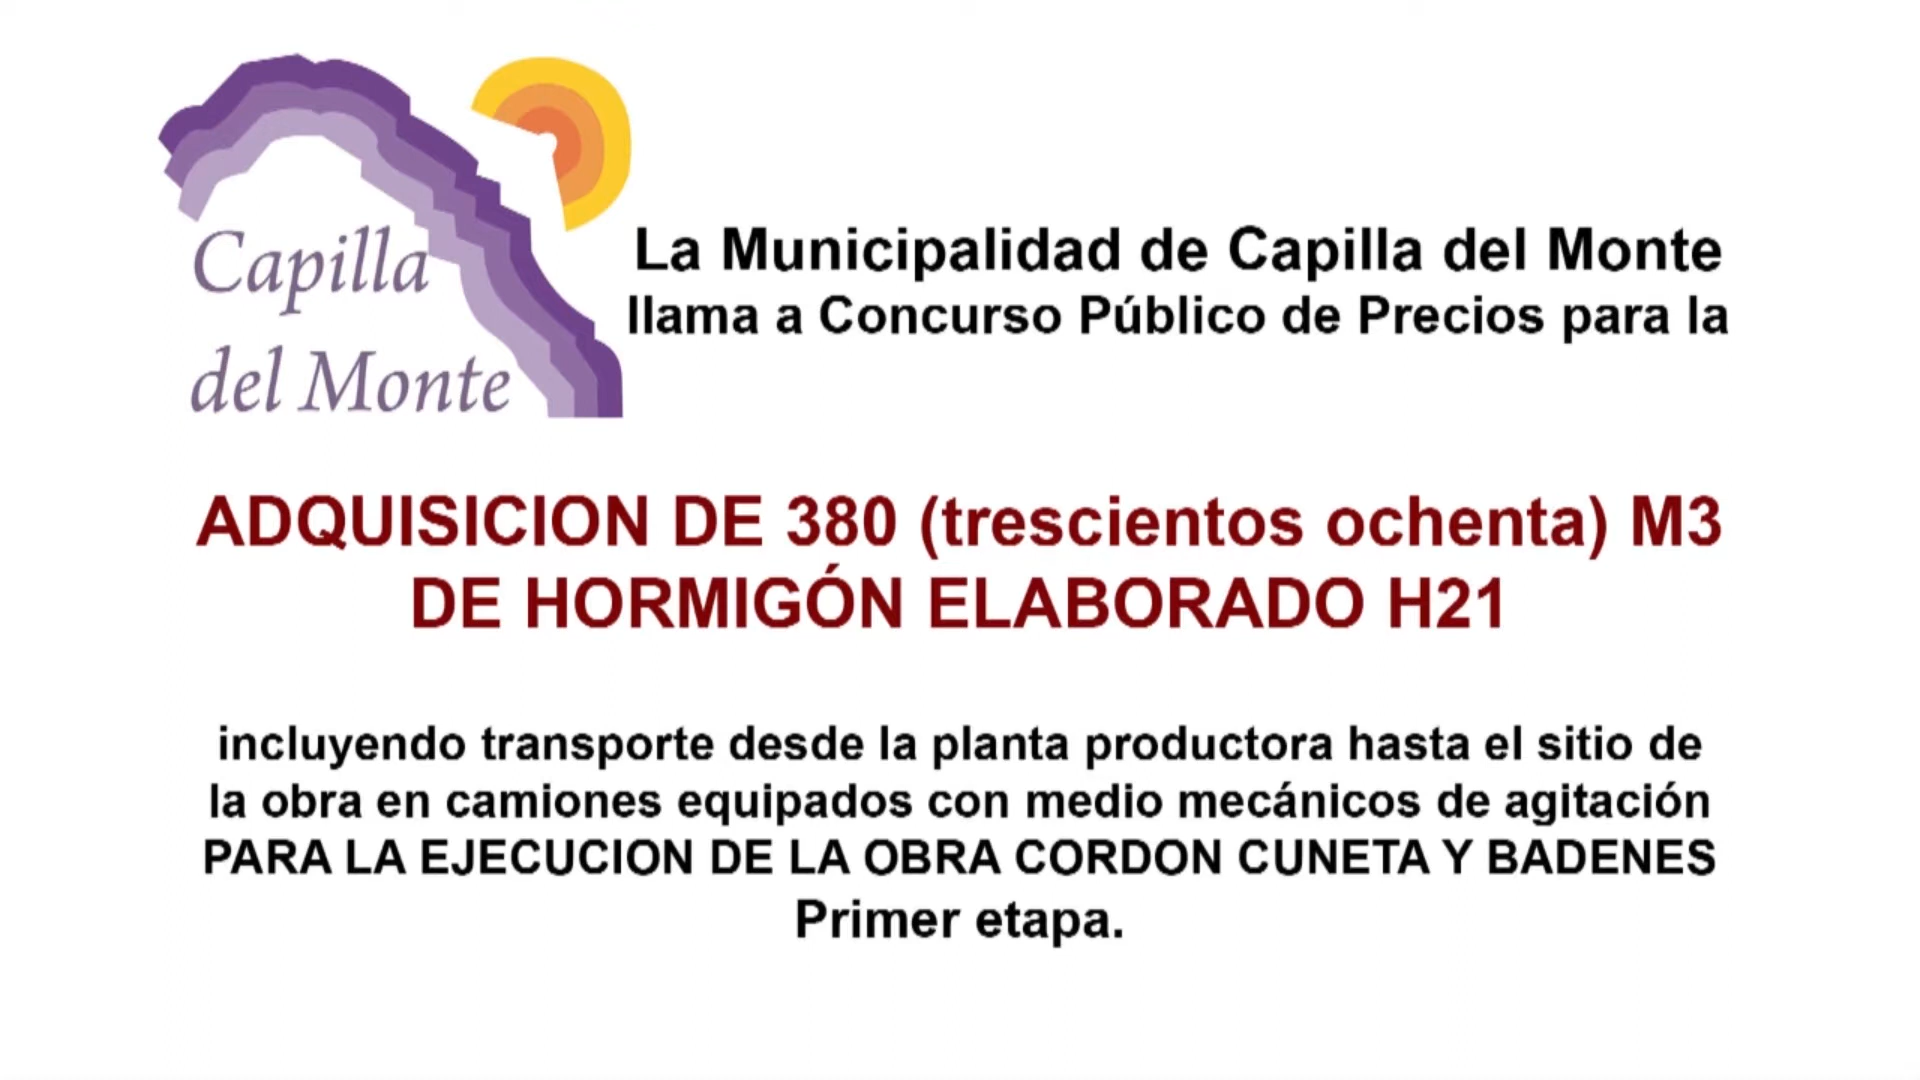 Capilla
del Monte
La Municipalidad de Capilla del Monte
llama a Concurso Público de Precios para la
ADQUISICION DE 380 (trescientos ochenta) M3
DE HORMIGÓN ELABORADO H21
incluyendo transporte desde la planta productora hasta el sitio de
la obra en camiones equipados con medio mecánicos de agitación
PARA LA EJECUCION DE LA OBRA CORDON CUNETA Y BADENES
Primer etapa.